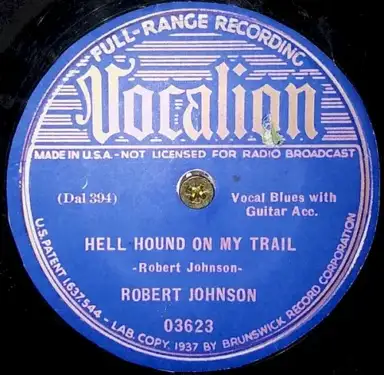 FULL-RANGE RECORDING
Vocalion
MADE IN U.S.A.-NOT LICENSED FOR RADIO BROADCAST
(Dal 394)
Vocal Blues with
Guitar Acc.
HELL HOUND ON MY TRAIL
-Robert Johnson-
ROBERT JOHNSON
03623
U.S. PATENT 1,637,544 - LAB. COPY. 1937 BY BRUNSWICK RECORD CORPORATION